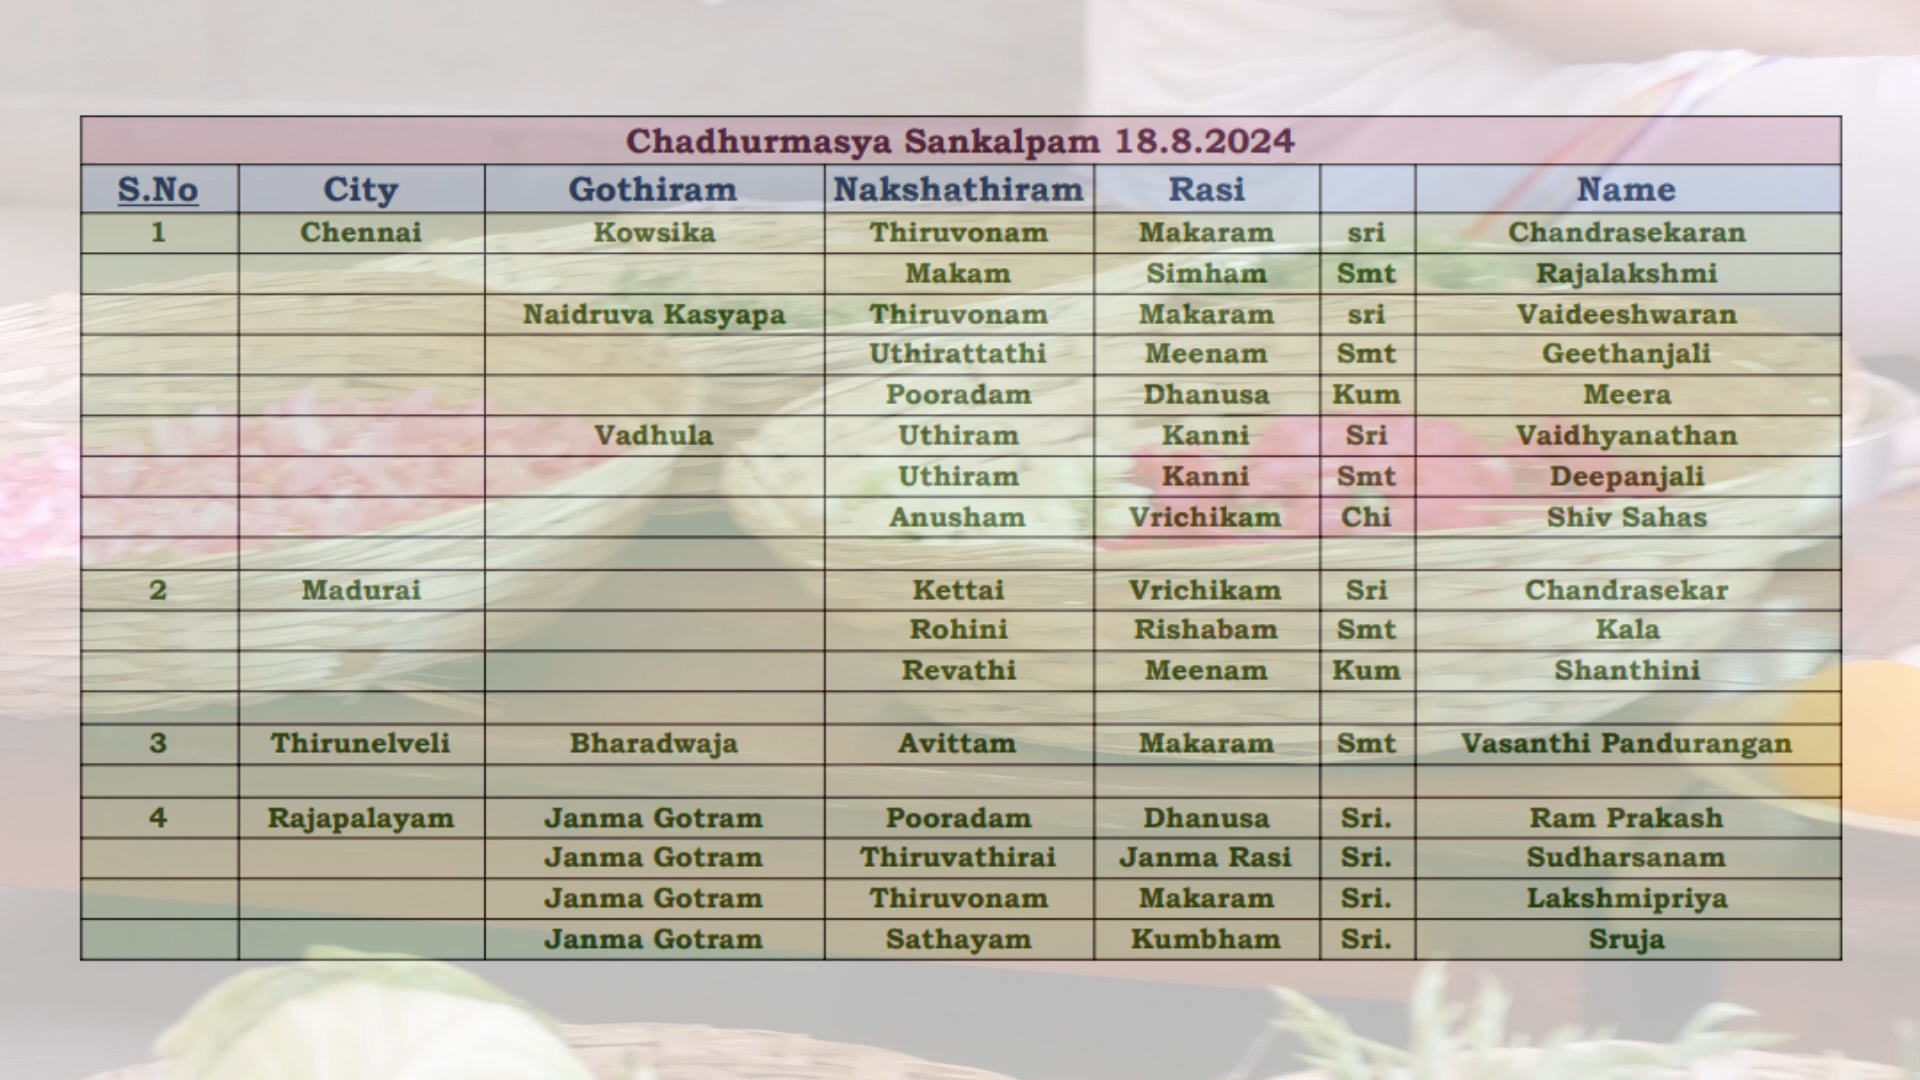 Chadhurmasya Sankalpam 18.8.2024
S.No City Gothiram Nakshathiram Rasi Name
1 Chennai Kowsika Thiruvonam Makaram sri Chandrasekaran
Makam Simham Smt Rajalakshmi
Naidruva Kasyapa Thiruvonam Makaram sri Vaideeshwaran
Uthirattathi Meenam Smt Geethanjali
Pooradam Dhanusa Kum Meera
Vadhula Uthiram Kanni Sri Vaidhyanathan
Uthiram Kanni Smt Deepanjali
Anusham Vrichikam Chi Shiv Sahas
2 Madurai Kettai Vrichikam Sri Chandrasekar
Rohini Rishabam Smt Kala
Revathi Meenam Kum Shanthini
3 Thirunelveli Bharadwaja Avittam Makaram Smt Vasanthi Pandurangan
4 Rajapalayam Janma Gotram Pooradam Dhanusa Sri. Ram Prakash
Janma Gotram Thiruvathirai Janma Rasi Sri. Sudharsanam
Janma Gotram Thiruvonam Makaram Sri. Lakshmipriya
Janma Gotram Sathayam Kumbham Sri. Sruja